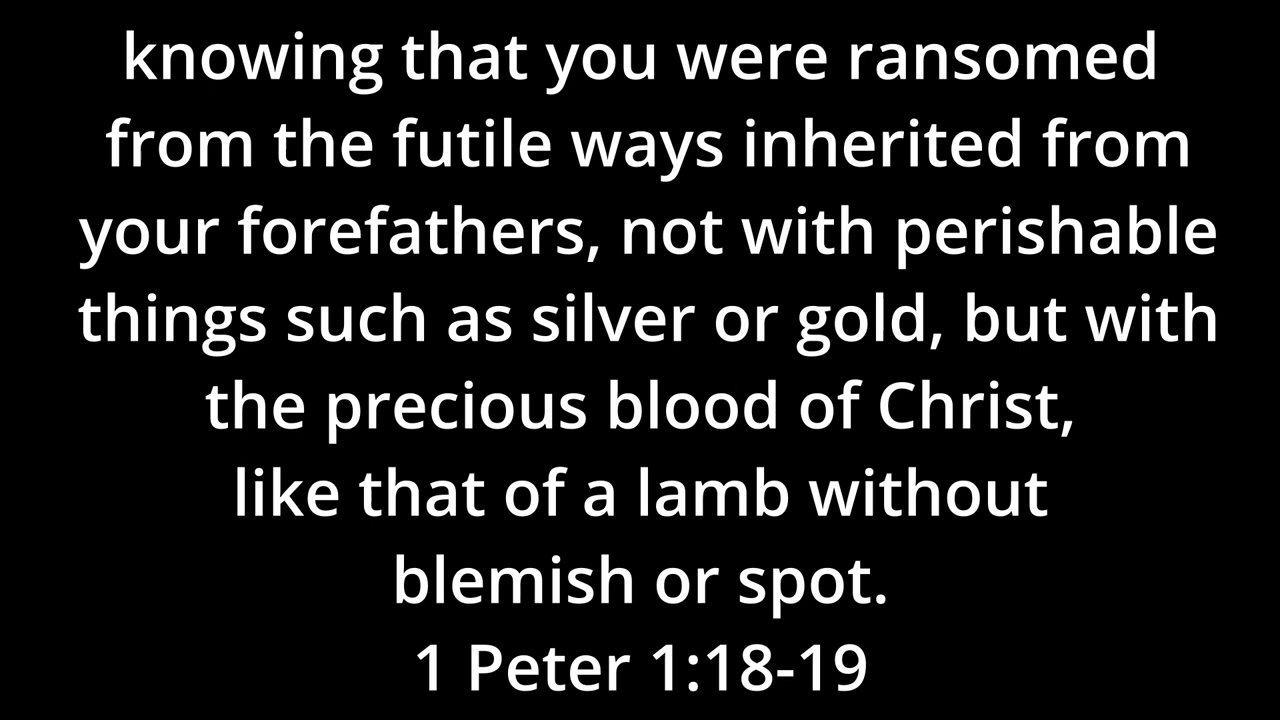 knowing that you were ransomed
from the futile ways inherited from
your forefathers, not with perishable
things such as silver or gold, but with
the precious blood of Christ,
like that of a lamb without
blemish or spot.
1 Peter 1:18-19